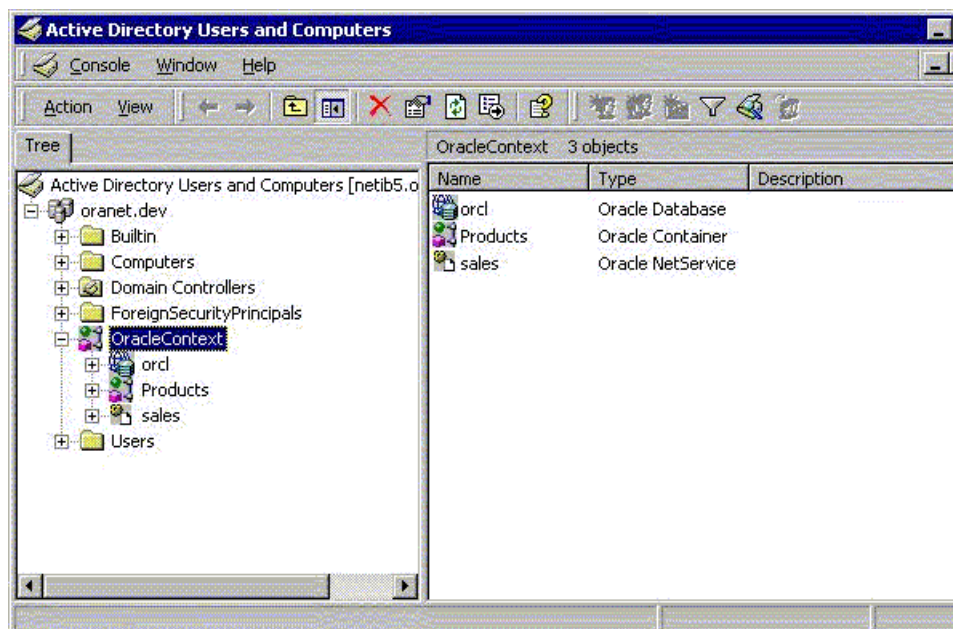 Active Directory Users and Computers
Console Window Help
Action View
Tree
OracleContext 3 objects
Active Directory Users and Computers [netib5.o
oranet.dev
Builtin
Computers
Domain Controllers
ForeignSecurityPrincipals
OracleContext
orcl
Products
sales
Users
Name Type Description
orcl Oracle Database
Products Oracle Container
sales Oracle NetService